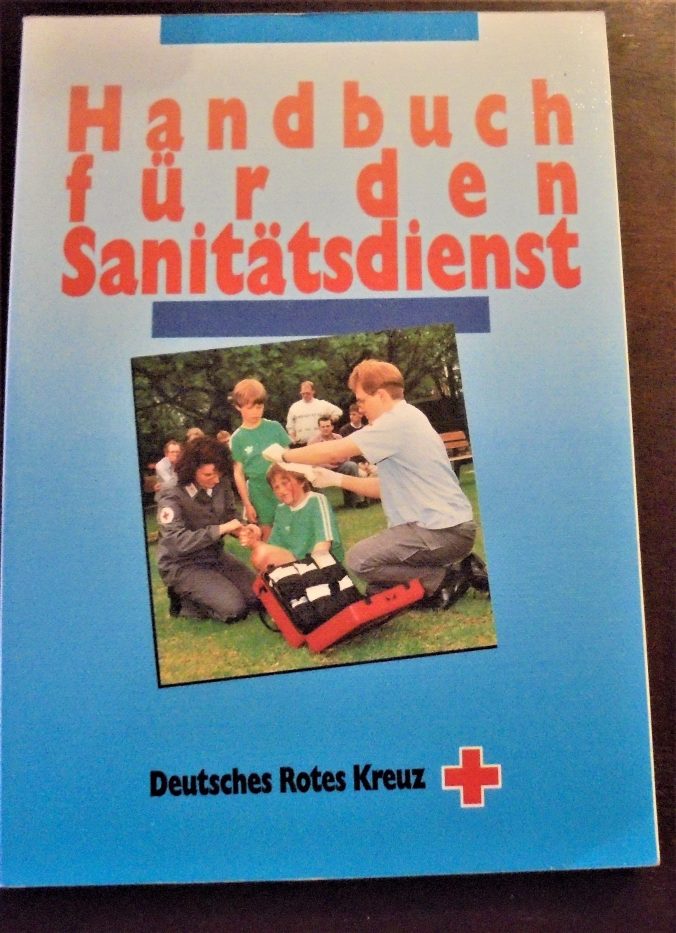 Handbuch
für den
Sanitätsdienst
Deutsches Rotes Kreuz